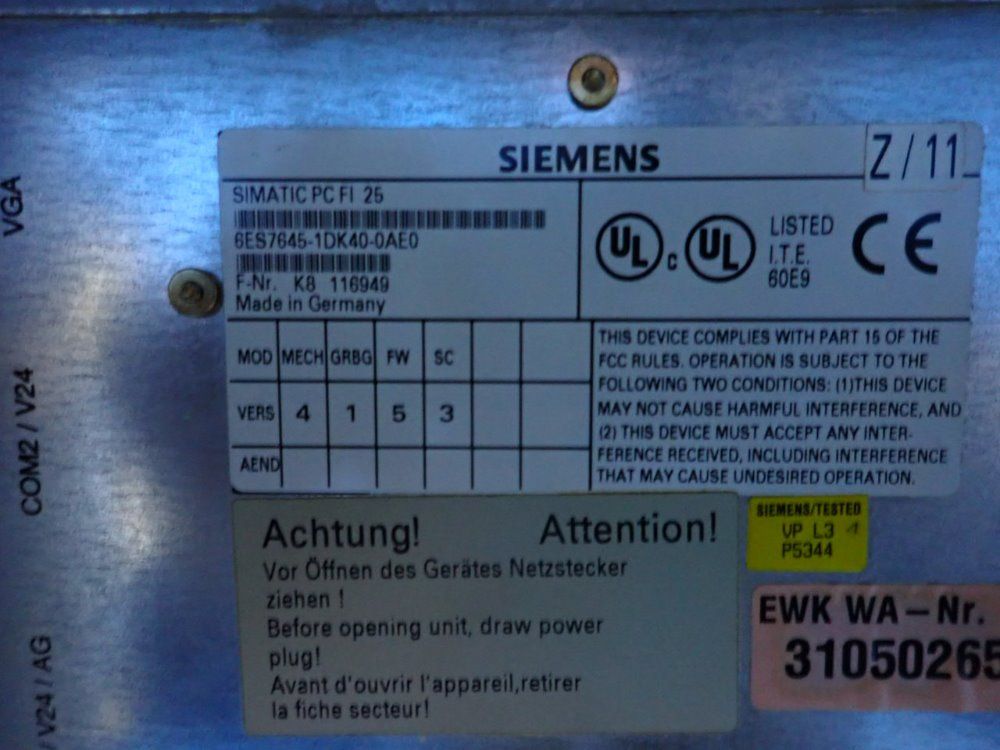 SIEMENS
Z/11
SIMATIC PC FI 25
6ES7645-1DK40-0AE0
F-Nr. K8 116949
Made in Germany
UL
c UL
LISTED
I.T.E.
60E9
CE
MOD MECH GRBG FW SC
VERS 4 1 5 3
AEND
THIS DEVICE COMPLIES WITH PART 15 OF THE
FCC RULES. OPERATION IS SUBJECT TO THE
FOLLOWING TWO CONDITIONS: (1)THIS DEVICE
MAY NOT CAUSE HARMFUL INTERFERENCE, AND
(2) THIS DEVICE MUST ACCEPT ANY INTER-
FERENCE RECEIVED, INCLUDING INTERFERENCE
THAT MAY CAUSE UNDESIRED OPERATION.
Achtung! Attention!
Vor Öffnen des Gerätes Netzstecker
ziehen !
Before opening unit, draw power
plug!
Avant d'ouvrir l'appareil,retirer
la fiche secteur!
SIEMENS/TESTED
VP L3 4
P5344
EWK WA – Nr.
31050265
VGA
COM2 / V24
V24 / AG